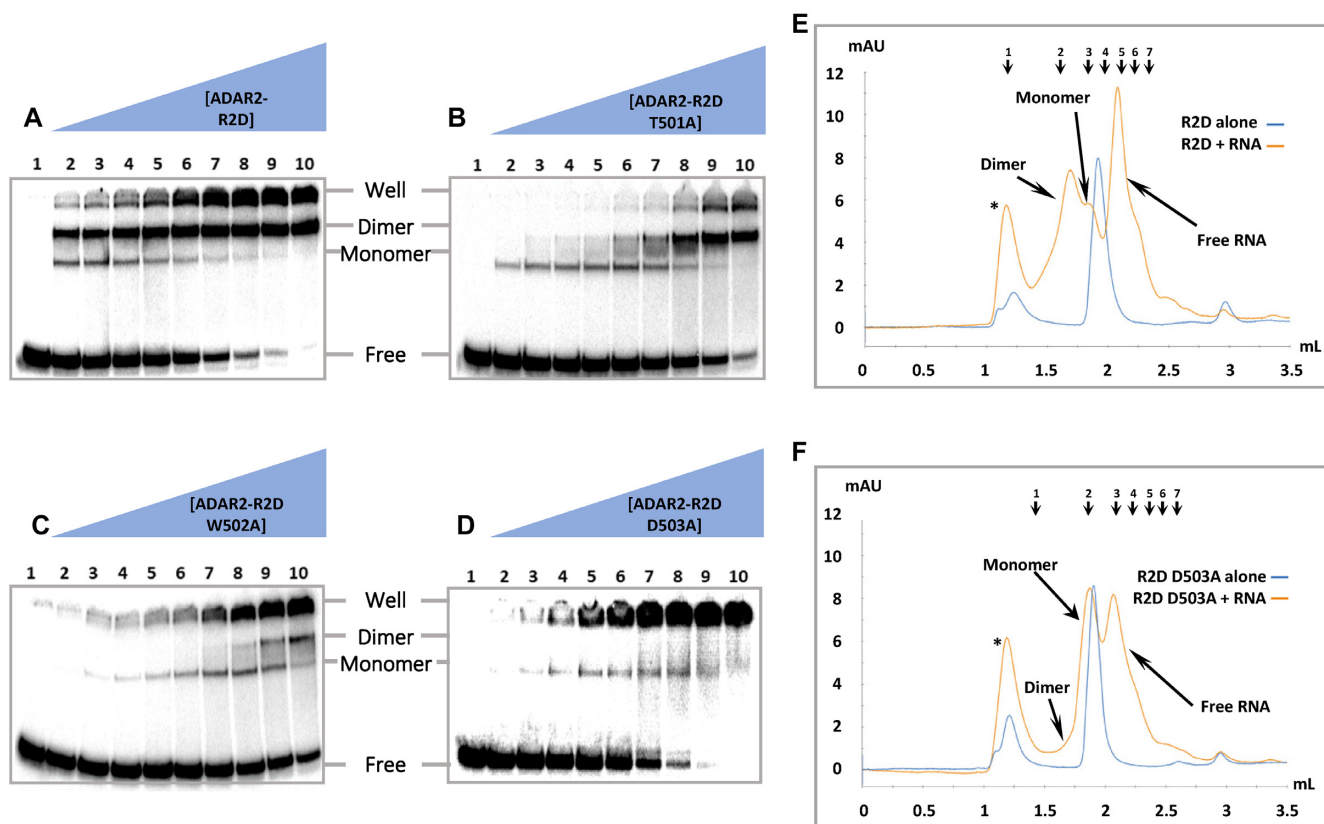 A
[ADAR2-
R2D]
1 2 3 4 5 6 7 8 9 10
B
[ADAR2-R2D
T501A]
1 2 3 4 5 6 7 8 9 10
Well
Dimer
Monomer
Free
C
[ADAR2-R2D
W502A]
1 2 3 4 5 6 7 8 9 10
D
[ADAR2-R2D
D503A]
1 2 3 4 5 6 7 8 9 10
Well
Dimer
Monomer
Free
E
mAU
1 2 3 4 5 6 7
12
10
8
6
4
2
0
Monomer
Dimer
*
R2D alone
R2D + RNA
Free RNA
mL
0 0.5 1 1.5 2 2.5 3 3.5
F
mAU
1 2 3 4 5 6 7
12
10
8
6
4
2
0
Monomer
Dimer
*
R2D D503A alone
R2D D503A + RNA
Free RNA
mL
0 0.5 1 1.5 2 2.5 3 3.5